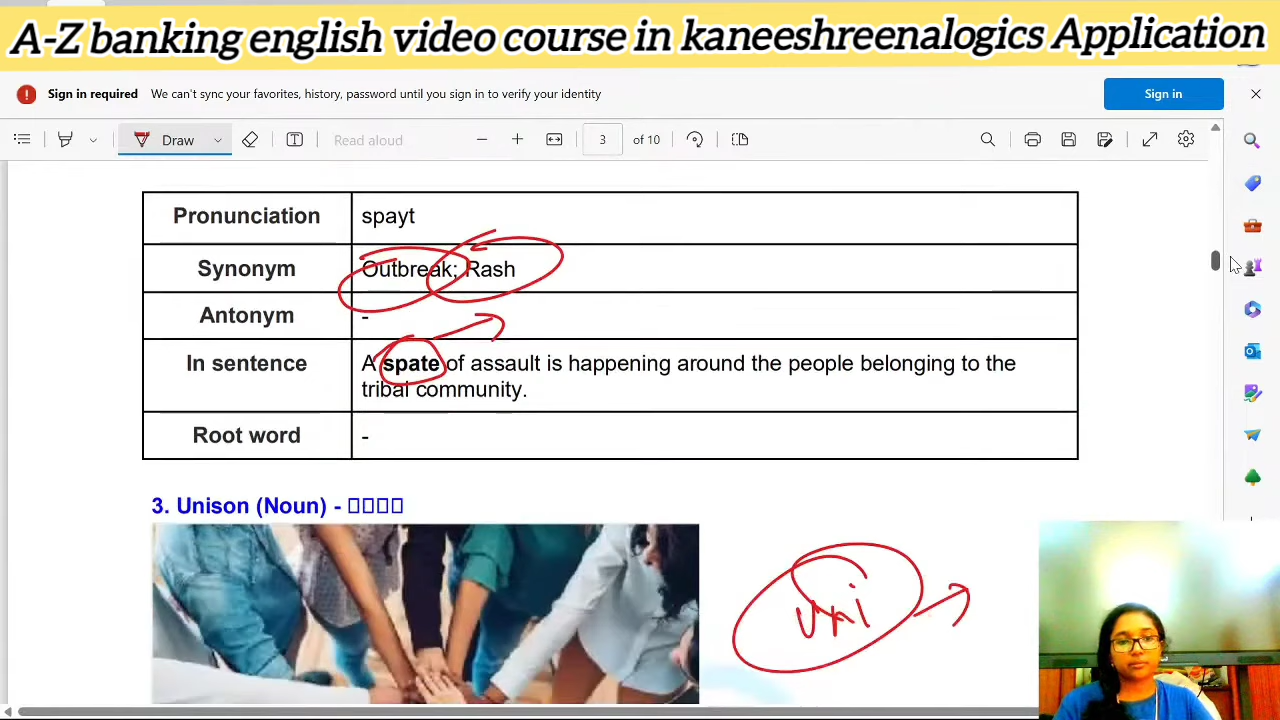 A-Z banking english video course in kaneeshreenalogics Application
Sign in required We can't sync your favorites, history, password until you sign in to verify your identity
Sign in
Draw
Read aloud
3 of 10
Pronunciation spayt
Synonym Outbreak; Rash
Antonym -
In sentence A spate of assault is happening around the people belonging to the
tribal community.
Root word -
3. Unison (Noun) -
uni